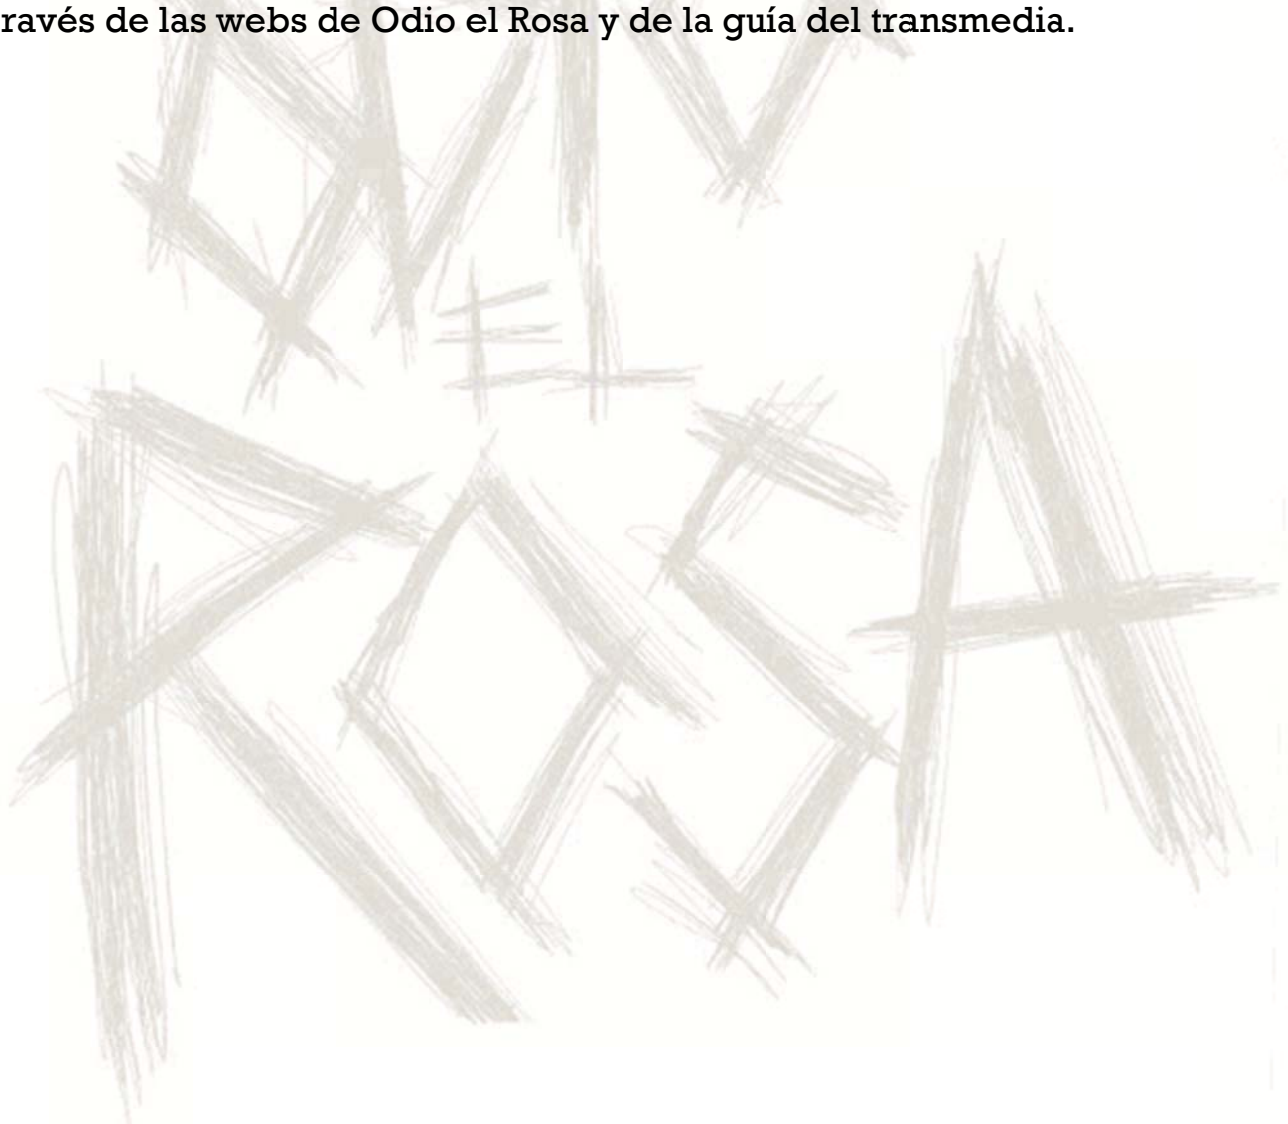 ravés de las webs de Odio el Rosa y de la guía del transmedia.
ODIO
EL
ROSA